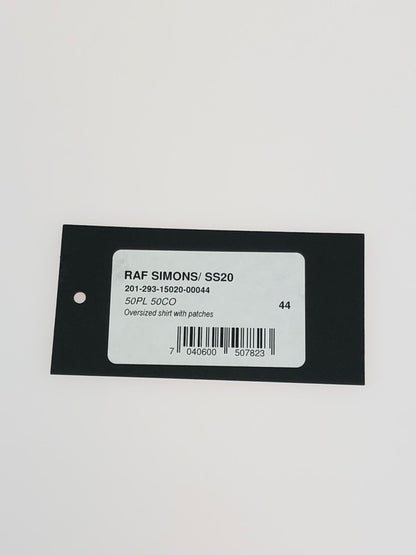 RAF SIMONS/ SS20
201-293-15020-00044
50PL 50CO 44
Oversized shirt with patches
7 040600 507823